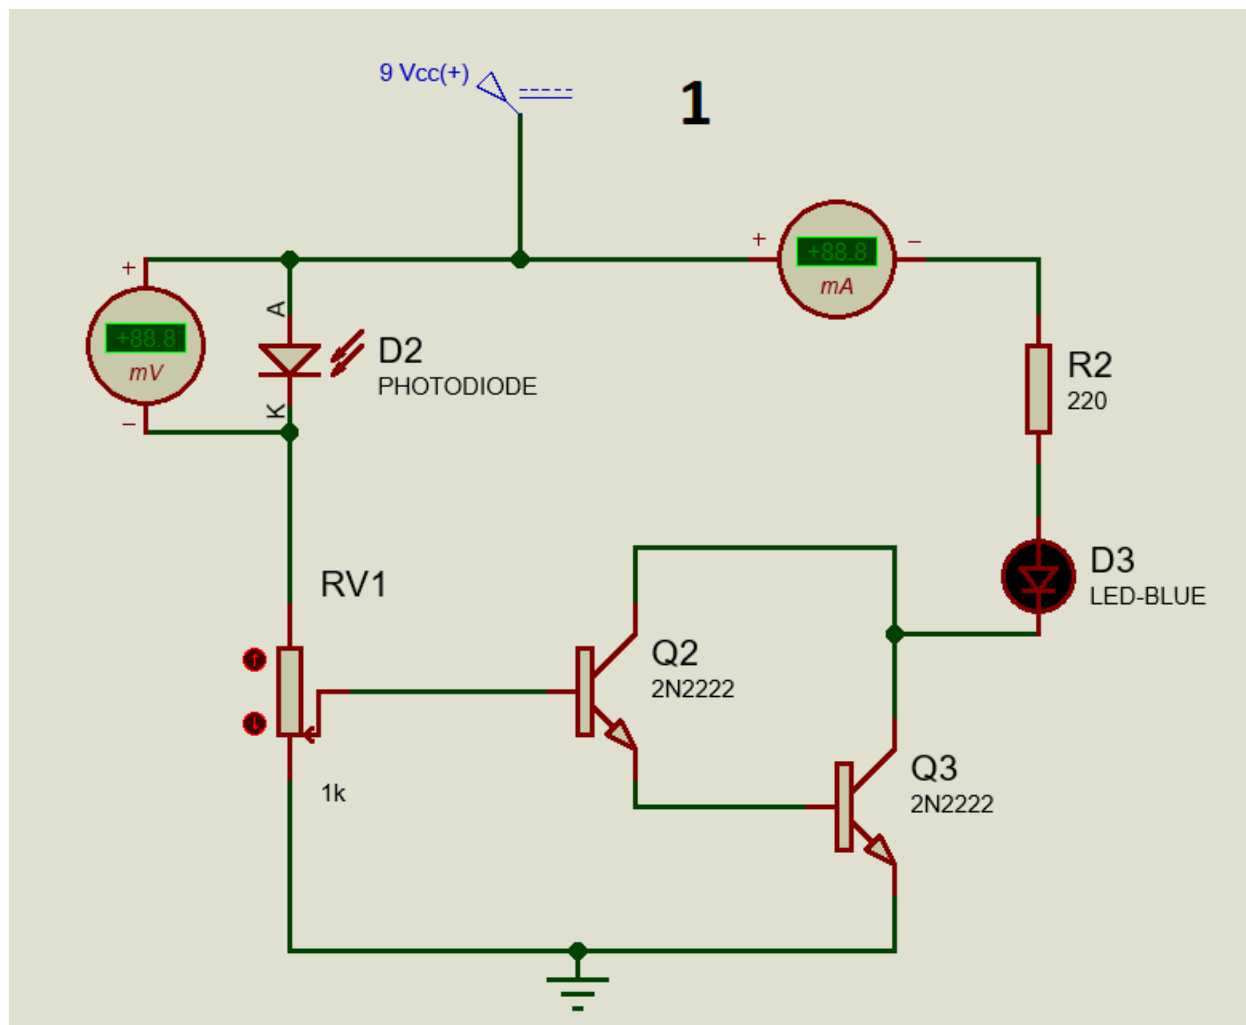 9 Vcc(+)
1
+
+88.8
mA
−
+
+88.8
mV
−
A
K
D2
PHOTODIODE
R2
220
RV1
1k
D3
LED-BLUE
Q2
2N2222
Q3
2N2222